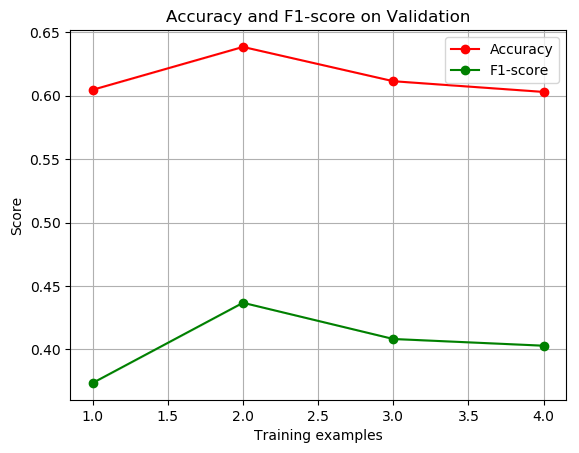 Accuracy and F1-score on Validation
0.65
0.60
0.55
0.50
0.45
0.40
Score
Accuracy
F1-score
1.0 1.5 2.0 2.5 3.0 3.5 4.0
Training examples